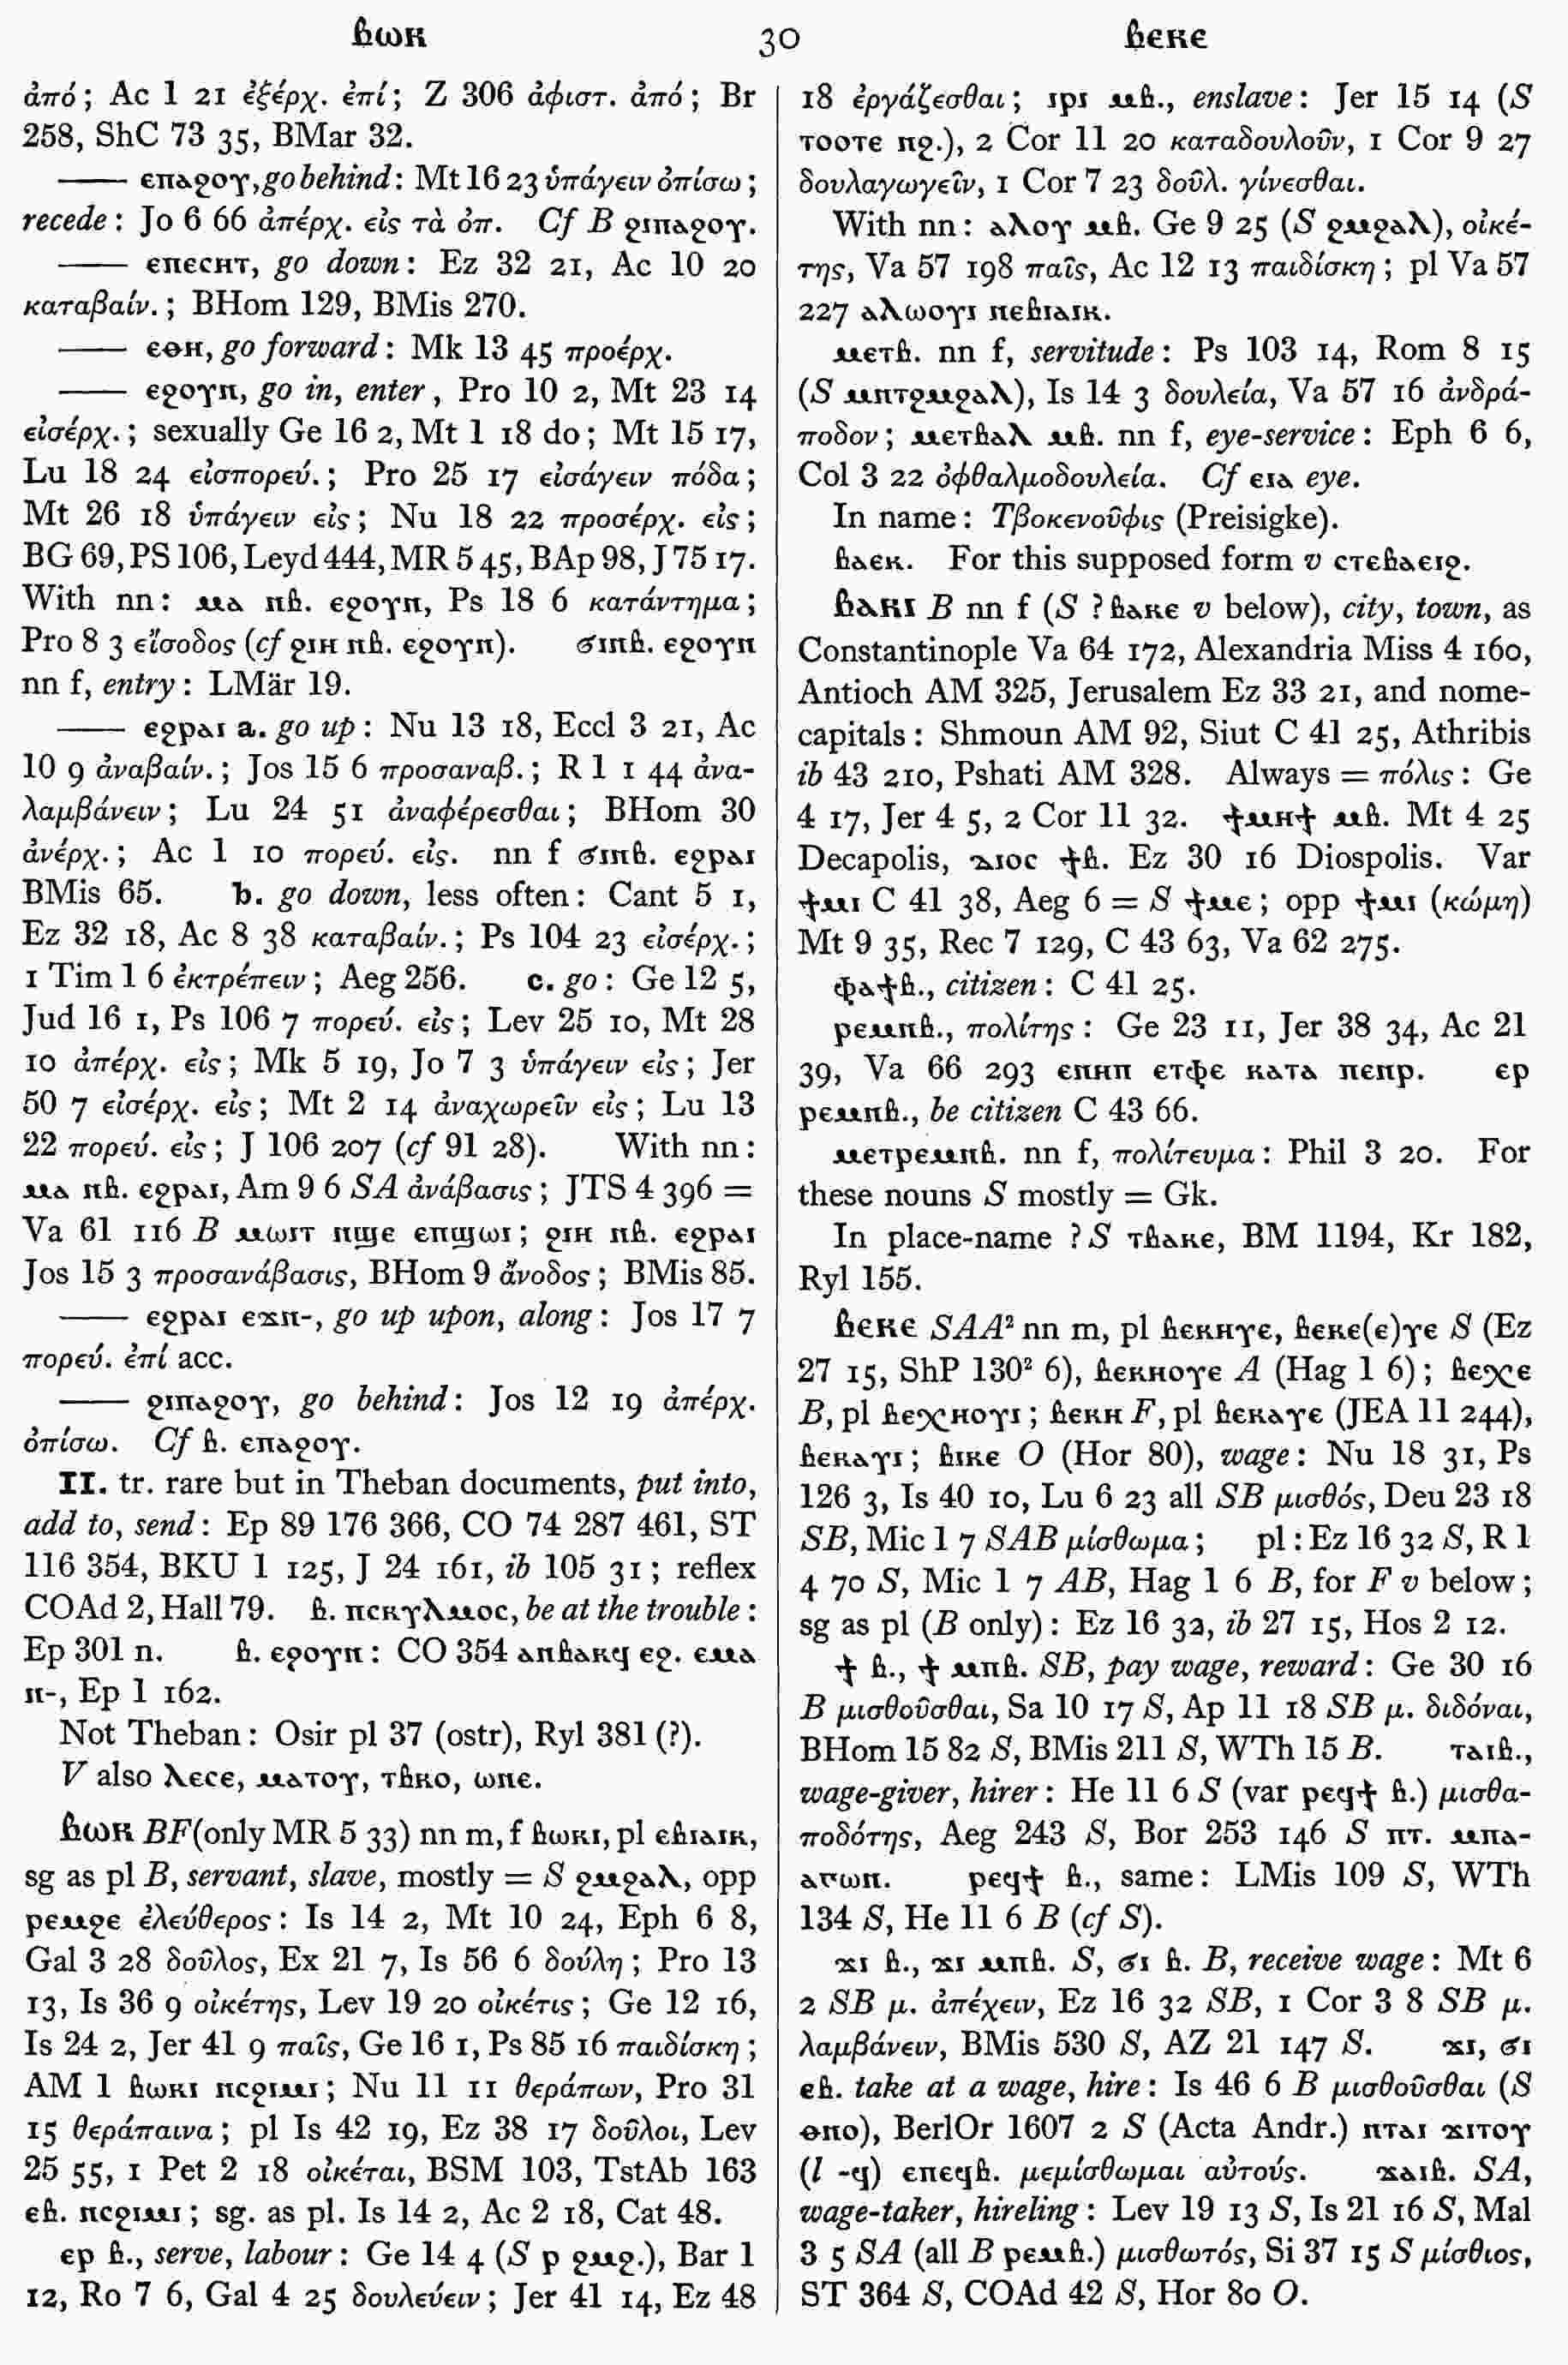 ⲃⲱⲕ 30 ⲃⲉⲕⲉ
ἀπό; Ac 1 21 ἐξέρχ. ἐπί; Z 306 ἀφιστ. ἀπό; Br
258, ShC 73 35, BMar 32.
—— ⲉⲡⲁϩⲟⲩ, go behind: Mt 16 23 ὑπάγειν ὀπίσω;
recede: Jo 6 66 ἀπέρχ. εἰς τὰ ὀπ. Cf B ϩⲓⲡⲁϩⲟⲩ.
—— ⲉⲡⲉⲥⲏⲧ, go down: Ez 32 21, Ac 10 20
καταβαίν.; BHom 129, BMis 270.
—— ⲉⲑⲏ, go forward: Mk 13 45 προέρχ.
—— ⲉϩⲟⲩⲛ, go in, enter, Pro 10 2, Mt 23 14
εἰσέρχ.; sexually Ge 16 2, Mt 1 18 do; Mt 15 17,
Lu 18 24 εἰσπορεύ.; Pro 25 17 εἰσάγειν πόδα;
Mt 26 18 ὑπάγειν εἰς; Nu 18 22 προσέρχ. εἰς;
BG 69, PS 106, Leyd 444, MR 5 45, BAp 98, J 75 17.
With nn: ⲙⲁ ⲛⲃ. ⲉϩⲟⲩⲛ, Ps 18 6 κατάντημα;
Pro 8 3 εἴσοδος (cf ϩⲓⲏ ⲛⲃ. ⲉϩⲟⲩⲛ). ϭⲓⲛⲃ. ⲉϩⲟⲩⲛ
nn f, entry: LMär 19.
—— ⲉϩⲣⲁⲓ a. go up: Nu 13 18, Eccl 3 21, Ac
10 9 ἀναβαίν.; Jos 15 6 προσαναβ.; R 1 1 44 ἀνα-
λαμβάνειν; Lu 24 51 ἀναφέρεσθαι; BHom 30
ἀνέρχ.; Ac 1 10 πορεύ. εἰς. nn f ϭⲓⲛⲃ. ⲉϩⲣⲁⲓ
BMis 65. b. go down, less often: Cant 5 1,
Ez 32 18, Ac 8 38 καταβαίν.; Ps 104 23 εἰσέρχ.;
1 Tim 1 6 ἐκτρέπειν; Aeg 256. c. go: Ge 12 5,
Jud 16 1, Ps 106 7 πορεύ. εἰς; Lev 25 10, Mt 28
10 ἀπέρχ. εἰς; Mk 5 19, Jo 7 3 ὑπάγειν εἰς; Jer
50 7 εἰσέρχ. εἰς; Mt 2 14 ἀναχωρεῖν εἰς; Lu 13
22 πορεύ. εἰς; J 106 207 (cf 91 28). With nn:
ⲙⲁ ⲛⲃ. ⲉϩⲣⲁⲓ, Am 9 6 SA ἀνάβασις; JTS 4 396 =
Va 61 116 B ⲙⲱⲓⲧ ⲛϣⲉ ⲉⲡϣⲱⲓ; ϩⲓⲏ ⲛⲃ. ⲉϩⲣⲁⲓ
Jos 15 3 προσανάβασις, BHom 9 ἄνοδος; BMis 85.
—— ⲉϩⲣⲁⲓ ⲉϫⲛ-, go up upon, along: Jos 17 7
πορεύ. ἐπί acc.
—— ϩⲓⲡⲁϩⲟⲩ, go behind: Jos 12 19 ἀπέρχ.
ὀπίσω. Cf ⲃ. ⲉⲡⲁϩⲟⲩ.
II. tr. rare but in Theban documents, put into,
add to, send: Ep 89 176 366, CO 74 287 461, ST
116 354, BKU 1 125, J 24 161, ib 105 31; reflex
COAd 2, Hall 79. ⲃ. ⲡⲥⲕⲩⲗⲙⲟⲥ, be at the trouble:
Ep 301 n. ⲃ. ⲉϩⲟⲩⲛ: CO 354 ⲁⲛⲃⲁⲕϥ ⲉϩ. ⲉⲙⲁ
ⲛ-, Ep 1 162.
Not Theban: Osir pl 37 (ostr), Ryl 381 (?).
V also ⲗⲉⲥⲉ, ⲙⲁⲧⲟⲩ, ⲧⲃⲕⲟ, ⲱⲛⲉ.
ⲃⲱⲕ BF(only MR 5 33) nn m, f ⲃⲱⲕⲓ, pl ⲉⲃⲓⲁⲓⲕ,
sg as pl B, servant, slave, mostly = S ϩⲙϩⲁⲗ, opp
ⲣⲉⲙϩⲉ ἐλεύθερος: Is 14 2, Mt 10 24, Eph 6 8,
Gal 3 28 δοῦλος, Ex 21 7, Is 56 6 δούλη; Pro 13
13, Is 36 9 οἰκέτης, Lev 19 20 οἰκέτις; Ge 12 16,
Is 24 2, Jer 41 9 παῖς, Ge 16 1, Ps 85 16 παιδίσκη;
AM 1 ⲃⲱⲕⲓ ⲛⲥϩⲓⲙⲓ; Nu 11 11 θεράπων, Pro 31
15 θεράπαινα; pl Is 42 19, Ez 38 17 δοῦλοι, Lev
25 55, 1 Pet 2 18 οἰκέται, BSM 103, TstAb 163
ⲉⲃ. ⲛⲥϩⲓⲙⲓ; sg. as pl. Is 14 2, Ac 2 18, Cat 48.
ⲉⲣ ⲃ., serve, labour: Ge 14 4 (S ⲣ ϩⲙϩ.), Bar 1
12, Ro 7 6, Gal 4 25 δουλεύειν; Jer 41 14, Ez 48
18 ἐργάζεσθαι; ⲓⲣⲓ ⲙⲃ., enslave: Jer 15 14 (S
ⲧⲟⲟⲧⲉ ⲛϩ.), 2 Cor 11 20 καταδουλοῦν, 1 Cor 9 27
δουλαγωγεῖν, 1 Cor 7 23 δοῦλ. γίνεσθαι.
With nn: ⲁⲗⲟⲩ ⲙⲃ. Ge 9 25 (S ϩⲙϩⲁⲗ), οἰκέ-
της, Va 57 198 παῖς, Ac 12 13 παιδίσκη; pl Va 57
227 ⲁⲗⲱⲟⲩⲓ ⲛⲉⲃⲓⲁⲓⲕ.
ⲙⲉⲧⲃ. nn f, servitude: Ps 103 14, Rom 8 15
(S ⲙⲛⲧϩⲙϩⲁⲗ), Is 14 3 δουλεία, Va 57 16 ἀνδρά-
ποδον; ⲙⲉⲧⲃⲁⲗ ⲙⲃ. nn f, eye-service: Eph 6 6,
Col 3 22 ὀφθαλμοδουλεία. Cf ⲉⲓⲁ eye.
In name: Τβοκενοῦφις (Preisigke).
ⲃⲁⲉⲕ. For this supposed form v ⲥⲧⲉⲃⲁⲉⲓϩ.
ⲃⲁⲕⲓ B nn f (S ? ⲃⲁⲕⲉ v below), city, town, as
Constantinople Va 64 172, Alexandria Miss 4 160,
Antioch AM 325, Jerusalem Ez 33 21, and nome-
capitals: Shmoun AM 92, Siut C 41 25, Athribis
ib 43 210, Pshati AM 328. Always = πόλις: Ge
4 17, Jer 4 5, 2 Cor 11 32. ϯⲙⲏϯ ⲙⲃ. Mt 4 25
Decapolis, ϫⲓⲟⲥ ϯⲃ. Ez 30 16 Diospolis. Var
ϯⲙⲓ C 41 38, Aeg 6 = S ϯⲙⲉ; opp ϯⲙⲓ (κώμη)
Mt 9 35, Rec 7 129, C 43 63, Va 62 275.
ⲫⲁϯⲃ., citizen: C 41 25.
ⲣⲉⲙⲛⲃ., πολίτης: Ge 23 11, Jer 38 34, Ac 21
39, Va 66 293 ⲉⲛⲏⲡ ⲉⲧⲫⲉ ⲕⲁⲧⲁ ⲡⲉⲛⲣ. ⲉⲣ
ⲣⲉⲙⲛⲃ., be citizen C 43 66.
ⲙⲉⲧⲣⲉⲙⲛⲃ. nn f, πολίτευμα: Phil 3 20. For
these nouns S mostly = Gk.
In place-name ? S ⲧⲃⲁⲕⲉ, BM 1194, Kr 182,
Ryl 155.
ⲃⲉⲕⲉ SAA² nn m, pl ⲃⲉⲕⲏⲩⲉ, ⲃⲉⲕⲉ(ⲉ)ⲩⲉ S (Ez
27 15, ShP 130² 6), ⲃⲉⲕⲏⲟⲩⲉ A (Hag 1 6); ⲃⲉⲭⲉ
B, pl ⲃⲉⲭⲏⲟⲩⲓ; ⲃⲉⲕⲏ F, pl ⲃⲉⲕⲁⲩⲉ (JEA 11 244),
ⲃⲉⲕⲁⲩⲓ; ⲃⲓⲕⲉ O (Hor 80), wage: Nu 18 31, Ps
126 3, Is 40 10, Lu 6 23 all SB μισθός, Deu 23 18
SB, Mic 1 7 SAB μίσθωμα; pl: Ez 16 32 S, R 1
4 70 S, Mic 1 7 AB, Hag 1 6 B, for F v below;
sg as pl (B only): Ez 16 32, ib 27 15, Hos 2 12.
ϯ ⲃ., ϯ ⲙⲡⲃ. SB, pay wage, reward: Ge 30 16
B μισθοῦσθαι, Sa 10 17 S, Ap 11 18 SB μ. διδόναι,
BHom 15 82 S, BMis 211 S, WTh 15 B. ⲧⲁⲓⲃ.,
wage-giver, hirer: He 11 6 S (var ⲣⲉϥϯ ⲃ.) μισθα-
ποδότης, Aeg 243 S, Bor 253 146 S ⲡⲧ. ⲙⲡⲁ-
ⲁⲅⲱⲛ. ⲣⲉϥϯ ⲃ., same: LMis 109 S, WTh
134 S, He 11 6 B (cf S).
ϫⲓ ⲃ., ϫⲓ ⲙⲡⲃ. S, ϭⲓ ⲃ. B, receive wage: Mt 6
2 SB μ. ἀπέχειν, Ez 16 32 SB, 1 Cor 3 8 SB μ.
λαμβάνειν, BMis 530 S, AZ 21 147 S. ϫⲓ, ϭⲓ
ⲉⲃ. take at a wage, hire: Is 46 6 B μισθοῦσθαι (S
ⲑⲛⲟ), BerlOr 1607 2 S (Acta Andr.) ⲛⲧⲁⲓ ϫⲓⲧⲟⲩ
(l -ϥ) ⲉⲡⲉϥⲃ. μεμίσθωμαι αὐτούς. ϫⲁⲓⲃ. SA,
wage-taker, hireling: Lev 19 13 S, Is 21 16 S, Mal
3 5 SA (all B ⲣⲉⲙⲃ.) μισθωτός, Si 37 15 S μίσθιος,
ST 364 S, COAd 42 S, Hor 80 O.